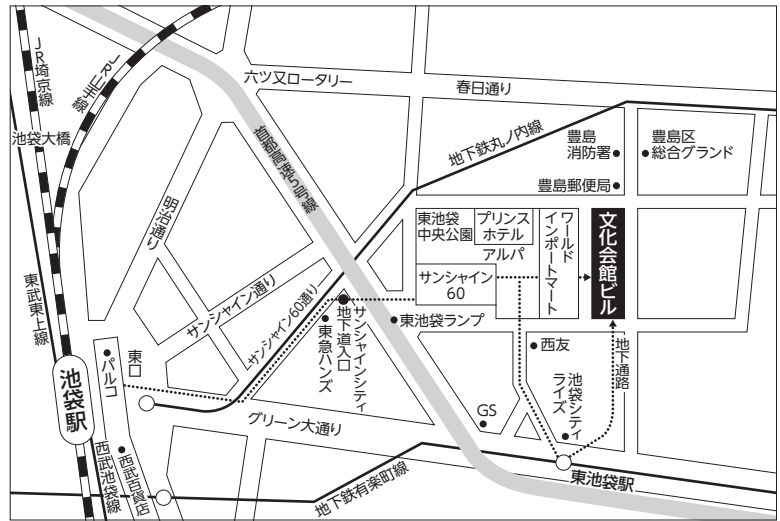 JR埼京線
JR山手線
池袋大橋
六ツ又ロータリー
春日通り
首都高速5号線
地下鉄丸ノ内線
豊島
消防署
豊島区
総合グランド
豊島郵便局
明治通り
東池袋
中央公園
プリンス
ホテル
アルパ
サンシャイン
60
ワールド
インポートマート
文化会館ビル
東武東上線
サンシャイン通り
サンシャイン60通り
サンシャインシティ
地下道入口
東急ハンズ
東池袋ランプ
西友
地下通路
池袋シティ
ライズ
GS
パルコ
東口
池袋駅
グリーン大通り
西武池袋線
西武百貨店
地下鉄有楽町線
東池袋駅